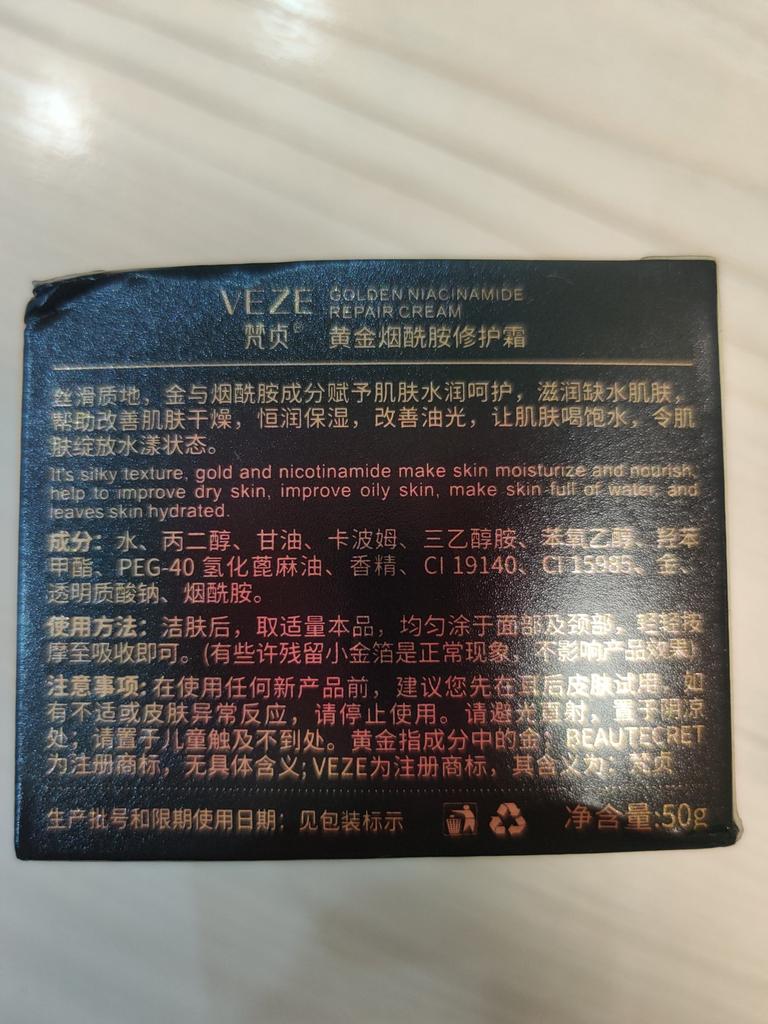 VEZE GOLDEN NIACINAMIDE
REPAIR CREAM
梵贞® 黄金烟酰胺修护霜
丝滑质地，金与烟酰胺成分赋予肌肤水润呵护，滋润缺水肌肤，
帮助改善肌肤干燥，恒润保湿，改善油光，让肌肤喝饱水，令肌
肤绽放水漾状态。
It's silky texture, gold and nicotinamide make skin moisturize and nourish,
help to improve dry skin, improve oily skin, make skin full of water, and
leaves skin hydrated.
成分：水、丙二醇、甘油、卡波姆、三乙醇胺、苯氧乙醇、羟苯
甲酯、PEG-40 氢化蓖麻油、香精、CI 19140、CI 15985、金、
透明质酸钠、烟酰胺。
使用方法：洁肤后，取适量本品，均匀涂于面部及颈部，轻轻按
摩至吸收即可。(有些许残留小金箔是正常现象，不影响产品效果)
注意事项：在使用任何新产品前，建议您先在耳后皮肤试用，如
有不适或皮肤异常反应，请停止使用。请避光直射，置于阴凉
处；请置于儿童触及不到处。黄金指成分中的金，BEAUTECRET
为注册商标，无具体含义；VEZE为注册商标，其含义为：梵贞
生产批号和限期使用日期：见包装标示 净含量:50g